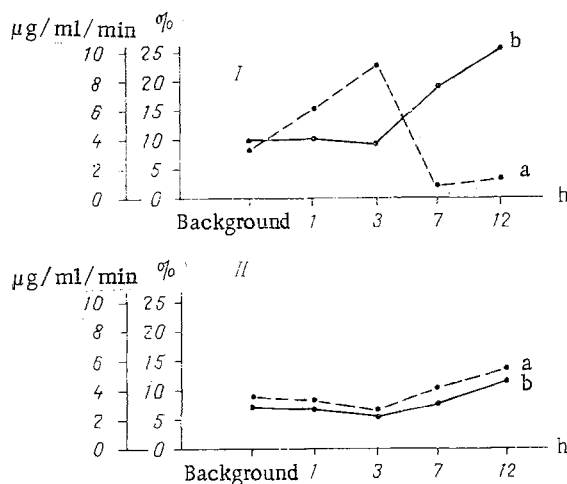 μg/ml/min %
I
10 25 b
8 20
6 15
4 10
2 5 a
0 0 h
Background 1 3 7 12
μg/ml/min % II
10 25
8 20
6 15 a
4 10 b
2 5
0 0 h
Background 1 3 7 12